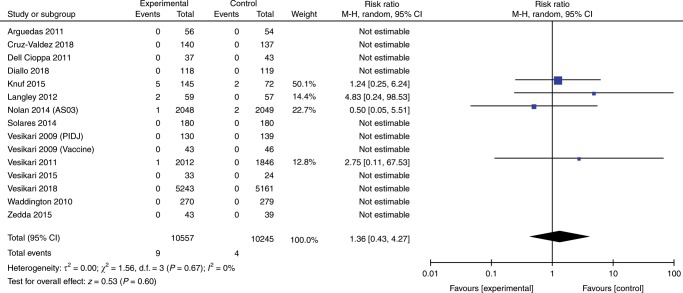 Experimental Control Risk ratio Risk ratio
Study or subgroup Events Total Events Total Weight M-H, random, 95% CI M-H, random, 95% CI
Arguedas 2011 0 56 0 54 Not estimable
Cruz-Valdez 2018 0 140 0 137 Not estimable
Dell Cioppa 2011 0 37 0 43 Not estimable
Diallo 2018 0 118 0 119 Not estimable
Knuf 2015 5 145 2 72 50.1% 1.24 [0.25, 6.24]
Langley 2012 2 59 0 57 14.4% 4.83 [0.24, 98.53]
Nolan 2014 (AS03) 1 2048 2 2049 22.7% 0.50 [0.05, 5.51]
Solares 2014 0 180 0 180 Not estimable
Vesikari 2009 (PIDJ) 0 130 0 139 Not estimable
Vesikari 2009 (Vaccine) 0 43 0 46 Not estimable
Vesikari 2011 1 2012 0 1846 12.8% 2.75 [0.11, 67.53]
Vesikari 2015 0 33 0 24 Not estimable
Vesikari 2018 0 5243 0 5161 Not estimable
Waddington 2010 0 270 0 279 Not estimable
Zedda 2015 0 43 0 39 Not estimable
Total (95% CI) 10557 10245 100.0% 1.36 [0.43, 4.27]
Total events 9 4
Heterogeneity: τ² = 0.00; χ² = 1.56, d.f. = 3 (P = 0.67); I² = 0%
Test for overall effect: z = 0.53 (P = 0.60)
0.01 0.1 1 10 100
Favours [experimental] Favours [control]